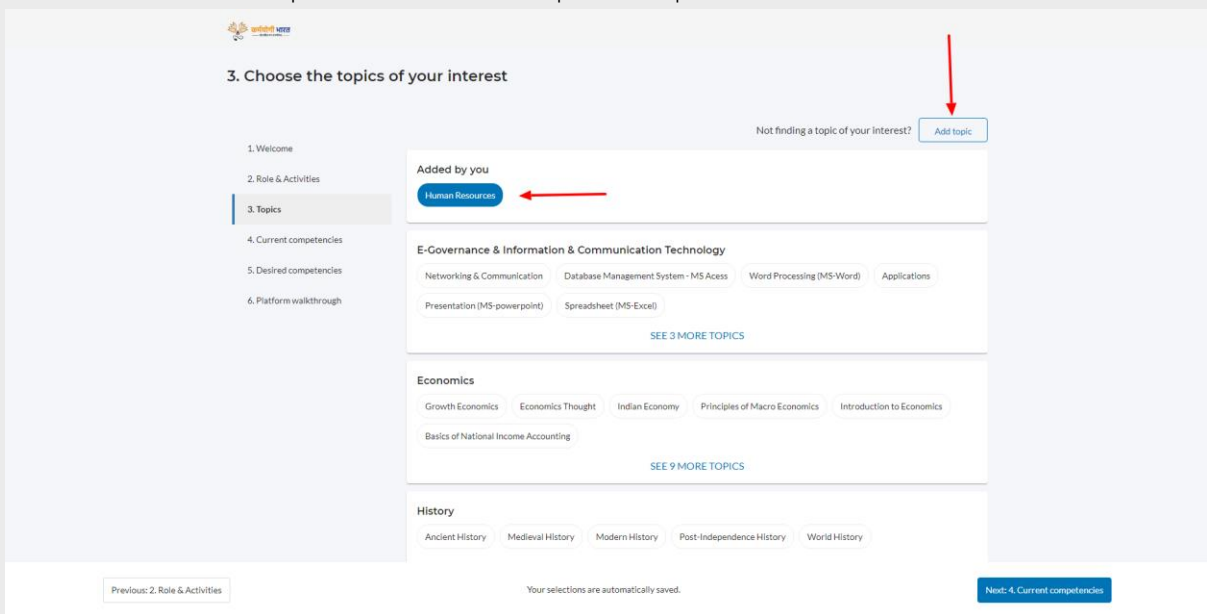 कर्मयोगी भारत
3. Choose the topics of your interest
Not finding a topic of your interest? Add topic
1. Welcome
2. Role & Activities
3. Topics
4. Current competencies
5. Desired competencies
6. Platform walkthrough
Added by you
Human Resources
E-Governance & Information & Communication Technology
Networking & Communication Database Management System - MS Acess Word Processing (MS-Word) Applications
Presentation (MS-powerpoint) Spreadsheet (MS-Excel)
SEE 3 MORE TOPICS
Economics
Growth Economics Economics Thought Indian Economy Principles of Macro Economics Introduction to Economics
Basics of National Income Accounting
SEE 9 MORE TOPICS
History
Ancient History Medieval History Modern History Post-Independence History World History
Previous: 2. Role & Activities Your selections are automatically saved. Next: 4. Current competencies